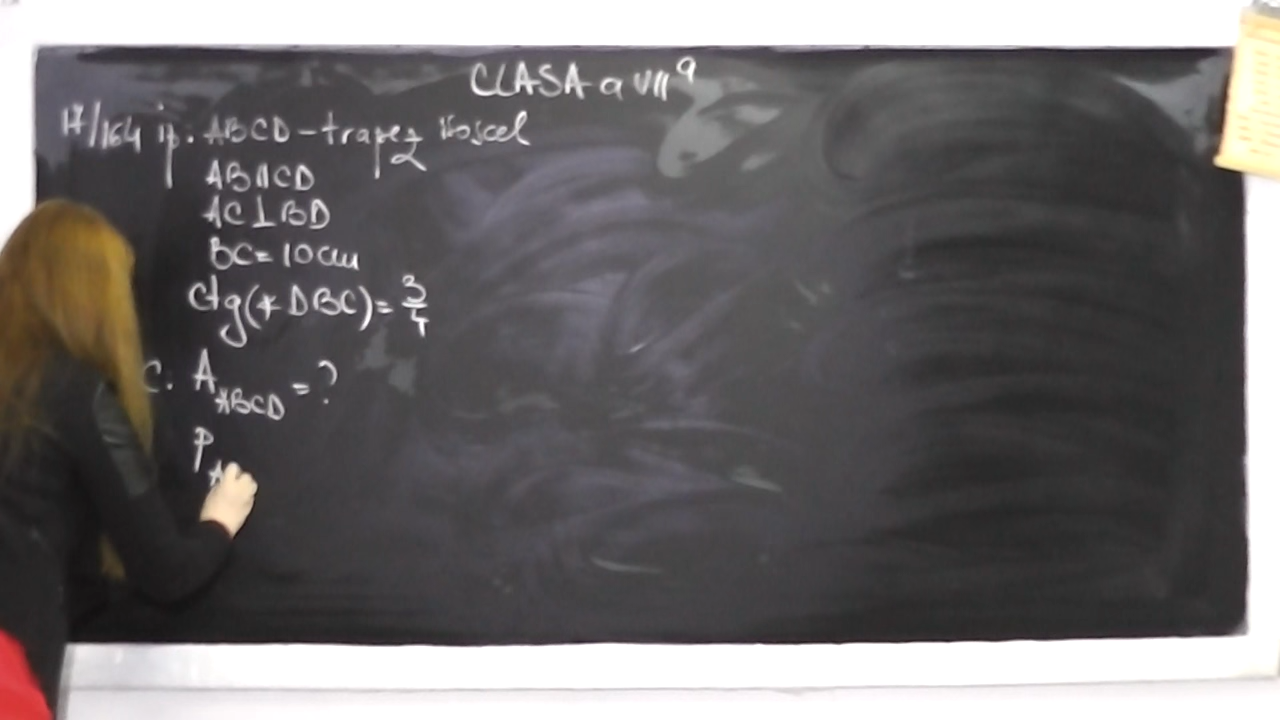 CLASA a VII a
17/164 ip. ABCD - trapez isoscel
AB || CD
AC ⊥ BD
BC = 10 cm
ctg(∢ DBC) = 3/4
C: A ABCD = ?
P A